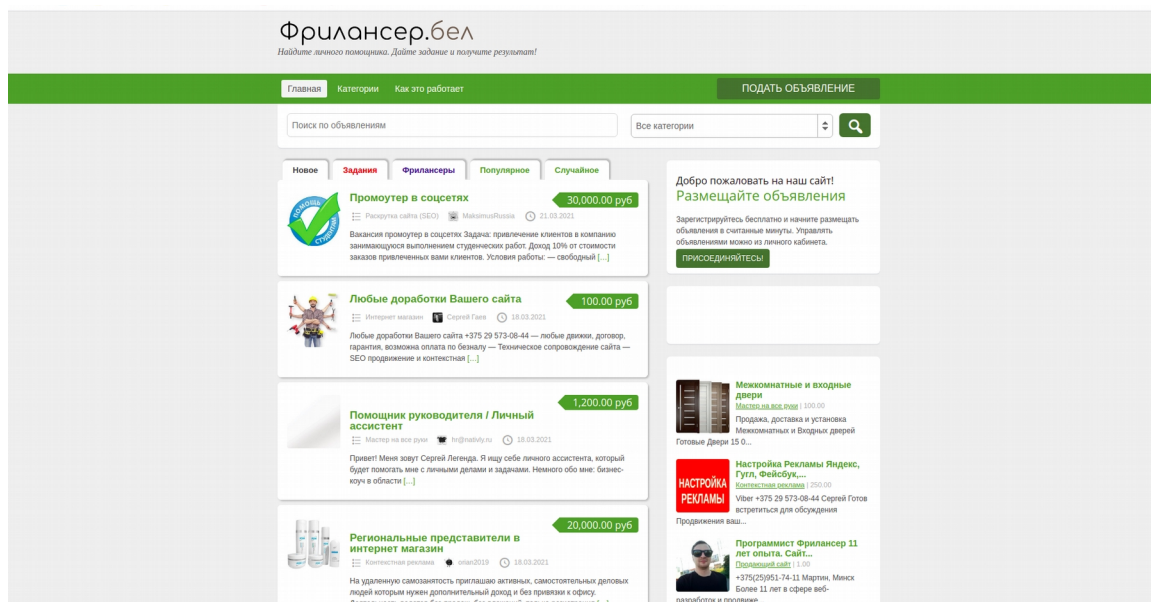 Фрилансер.бел
Найдите личного помощника. Дайте задание и получите результат!
Главная Категории Как это работает ПОДАТЬ ОБЪЯВЛЕНИЕ
Поиск по объявлениям Все категории
Новое Задания Фрилансеры Популярное Случайное
ПОМОЩЬ СТУДЕНТАМ
Промоутер в соцсетях 30,000.00 руб
Раскрутка сайта (SEO) MaksimusRussia 21.03.2021
Вакансия промоутер в соцсетях Задача: привлечение клиентов в компанию
занимающуюся выполнением студенческих работ. Доход 10% от стоимости
заказов привлеченных вами клиентов. Условия работы: — свободный [...]
Любые доработки Вашего сайта 100.00 руб
Интернет магазин Сергей Гаев 18.03.2021
Любые доработки Вашего сайта +375 29 573-08-44 — любые движки, договор,
гарантия, возможна оплата по безналу — Техническое сопровождение сайта —
SEO продвижение и контекстная [...]
1,200.00 руб
Помощник руководителя / Личный
ассистент
Мастер на все руки hr@nativiy.ru 18.03.2021
Привет! Меня зовут Сергей Легенда. Я ищу себе личного ассистента, который
будет помогать мне с личными делами и задачами. Немного обо мне: бизнес-
коуч в области [...]
20,000.00 руб
Региональные представители в
интернет магазин
Контекстная реклама orian2019 18.03.2021
На удаленную самозанятость приглашаю активных, самостоятельных деловых
людей которым нужен дополнительный доход и без привязки к офису.
Добро пожаловать на наш сайт!
Размещайте объявления
Зарегистрируйтесь бесплатно и начните размещать
объявления в считанные минуты. Управлять
объявлениями можно из личного кабинета.
ПРИСОЕДИНЯЙТЕСЬ!
Межкомнатные и входные
двери
Мастер на все руки | 100.00
Продажа, доставка и установка
Межкомнатных и Входных дверей
Готовые Двери 15 0...
НАСТРОЙКА
РЕКЛАМЫ
Настройка Рекламы Яндекс,
Гугл, Фейсбук,...
Контекстная реклама | 250.00
Viber +375 29 573-08-44 Сергей Готов
встретиться для обсуждения
Продвижения ваш...
Программист Фрилансер 11
лет опыта. Сайт...
Продающий сайт | 1.00
+375(25)951-74-11 Мартин, Минск
Более 11 лет в сфере веб-
разработок и продвиже...